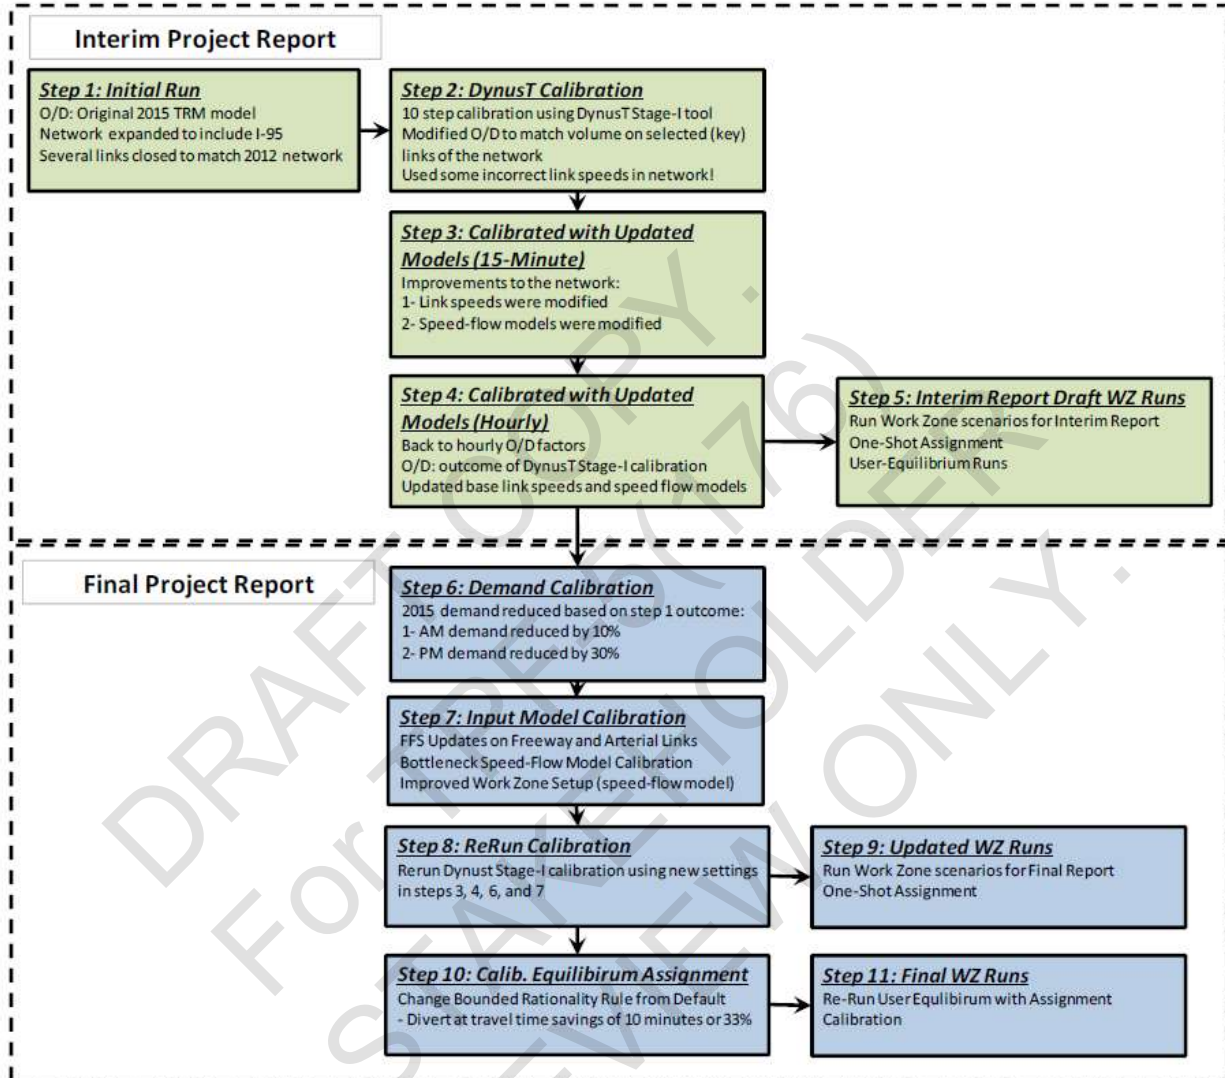 Interim Project Report
Step 1: Initial Run
O/D: Original 2015 TRM model
Network expanded to include I-95
Several links closed to match 2012 network
Step 2: DynusT Calibration
10 step calibration using DynusT Stage-I tool
Modified O/D to match volume on selected (key)
links of the network
Used some incorrect link speeds in network!
Step 3: Calibrated with Updated
Models (15-Minute)
Improvements to the network:
1- Link speeds were modified
2- Speed-flow models were modified
Step 4: Calibrated with Updated
Models (Hourly)
Back to hourly O/D factors
O/D: outcome of DynusT Stage-I calibration
Updated base link speeds and speed flow models
Step 5: Interim Report Draft WZ Runs
Run Work Zone scenarios for Interim Report
One-Shot Assignment
User-Equilibrium Runs
Final Project Report
Step 6: Demand Calibration
2015 demand reduced based on step 1 outcome:
1- AM demand reduced by 10%
2- PM demand reduced by 30%
Step 7: Input Model Calibration
FFS Updates on Freeway and Arterial Links
Bottleneck Speed-Flow Model Calibration
Improved Work Zone Setup (speed-flow model)
Step 8: ReRun Calibration
Rerun Dynust Stage-I calibration using new settings
in steps 3, 4, 6, and 7
Step 9: Updated WZ Runs
Run Work Zone scenarios for Final Report
One-Shot Assignment
Step 10: Calib. Equilibirum Assignment
Change Bounded Rationality Rule from Default
- Divert at travel time savings of 10 minutes or 33%
Step 11: Final WZ Runs
Re-Run User Equlibirum with Assignment
Calibration
DRAFT COPY.
For TPF-5(176)
STAKEHOLDER
REVIEW ONLY.